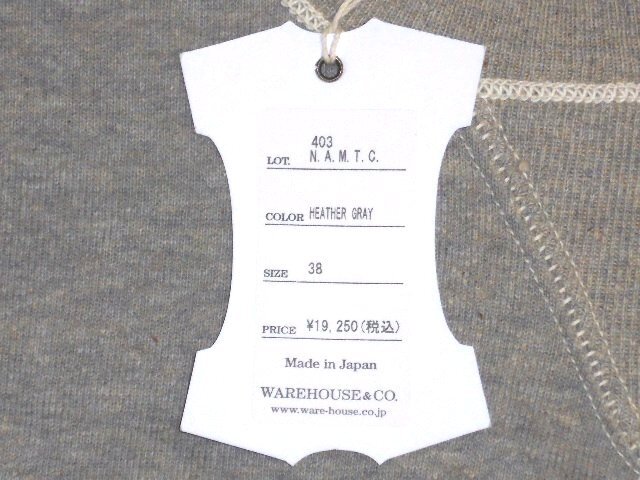 403
LOT. N. A. M. T. C.
COLOR HEATHER GRAY
SIZE 38
PRICE ¥19,250(税込)
Made in Japan
WAREHOUSE & CO.
www.ware-house.co.jp